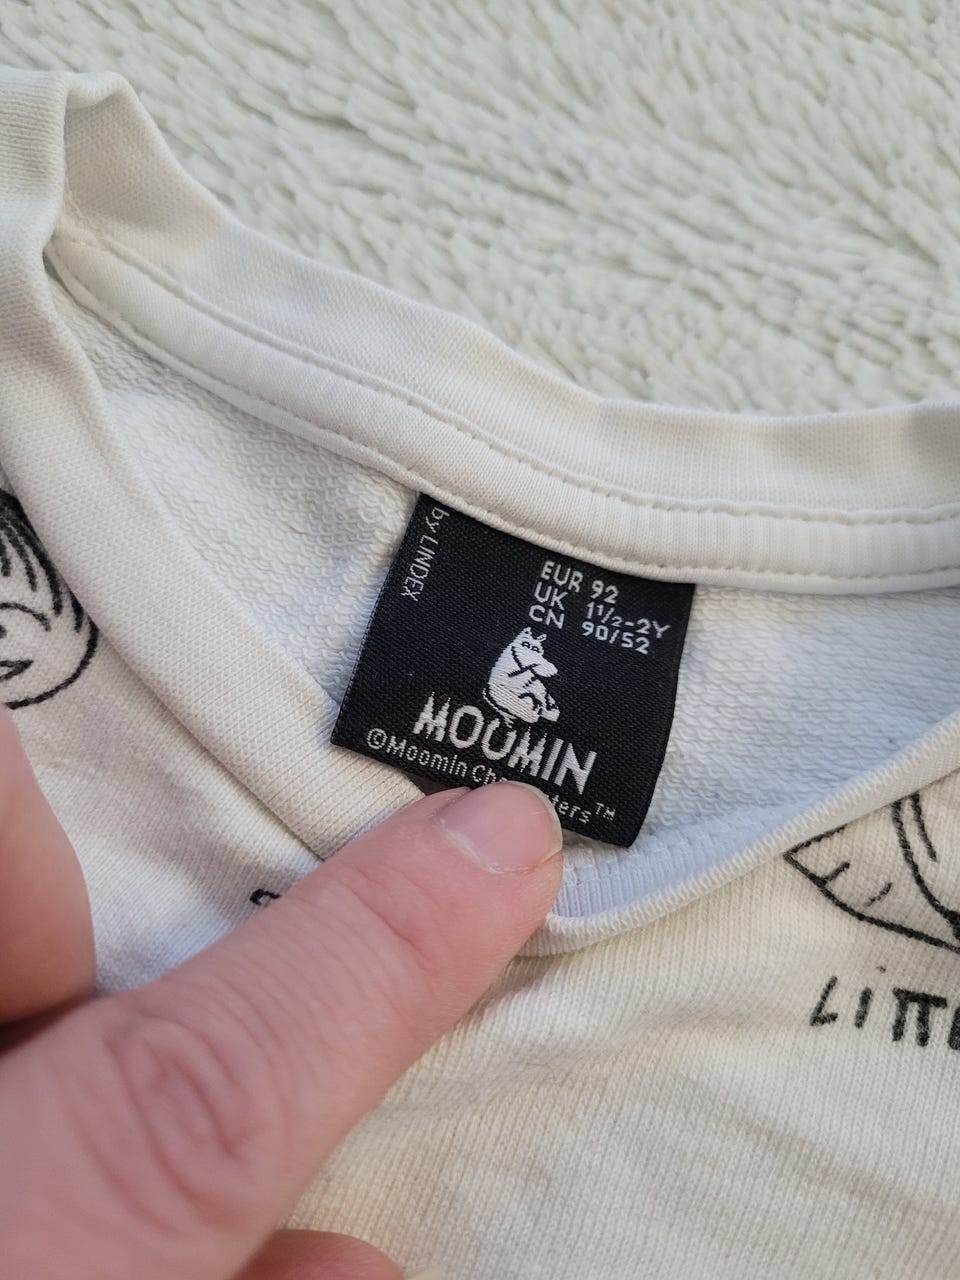 by LINDEX
EUR 92
UK 1½-2Y
CN 90/52
MOOMIN
©Moomin Characters™